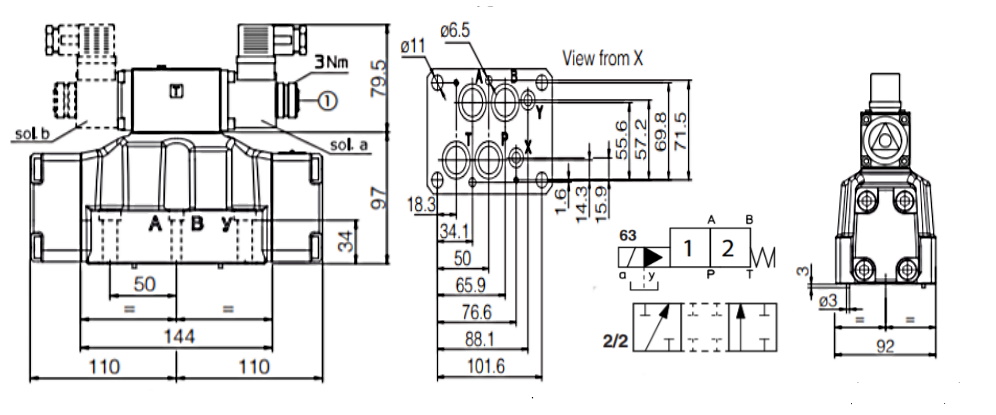 3Nm
T
1
79.5
sol.b
sol. a
97
A B y
34
50
= =
144
110 110
ø6.5
ø11
View from X
A B
Y
T P
X
55.6
57.2
69.8
71.5
18.3
1.6
14.3
15.9
34.1
50
65.9
76.6
88.1
101.6
63
A B
1 2
a y P T
2/2
3
ø3
= =
92